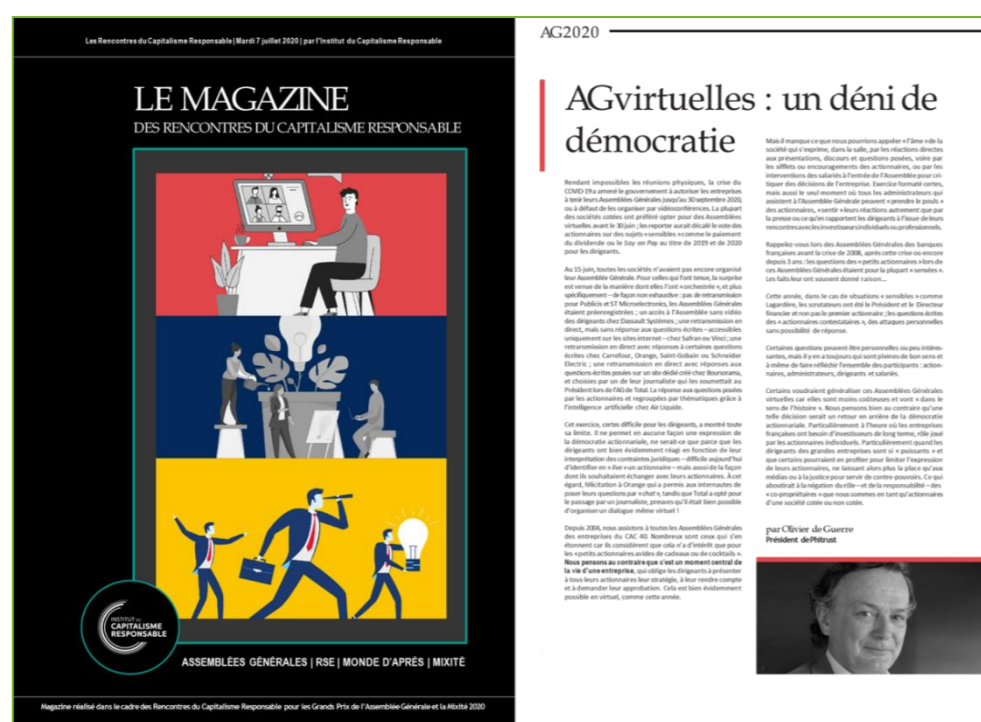 Les Rencontres du Capitalisme Responsable | Mardi 7 juillet 2020 | par l'Institut du Capitalisme Responsable
LE MAGAZINE
DES RENCONTRES DU CAPITALISME RESPONSABLE
INSTITUT DU
CAPITALISME
RESPONSABLE
ASSEMBLÉES GÉNÉRALES | RSE | MONDE D'APRÈS | MIXITÉ
Magazine réalisé dans le cadre des Rencontres du Capitalisme Responsable pour les Grands Prix de l'Assemblée Générale et la Mixité 2020
AG2020
AGvirtuelles : un déni de
démocratie
Rendant impossibles les réunions physiques, la crise du
COVID-19 a amené le gouvernement à autoriser les entreprises
à tenir leurs Assemblées Générales jusqu'au 30 septembre 2020,
ou à défaut de les organiser par vidéoconférences. La plupart
des sociétés cotées ont préféré opter pour des Assemblées
virtuelles avant le 30 juin ; les reporter aurait décalé le vote des
actionnaires sur des sujets « sensibles » comme le paiement
du dividende ou le Say on Pay au titre de 2019 et de 2020
pour les dirigeants.
Au 15 juin, toutes les sociétés n'avaient pas encore organisé
leur Assemblée Générale. Pour celles qui l'ont tenue, la surprise
est venue de la manière dont elles l'ont « orchestrée », et plus
spécifiquement – de façon non exhaustive : pas de retransmission
pour Publicis et ST Microelectronics, les Assemblées Générales
étaient préenregistrées ; un accès à l'Assemblée sans vidéo
des dirigeants chez Dassault Systèmes ; une retransmission en
direct, mais sans réponse aux questions écrites – accessibles
uniquement sur les sites internet – chez Safran ou Vinci ; une
retransmission en direct avec réponses à certaines questions
écrites chez Carrefour, Orange, Saint-Gobain ou Schneider
Electric ; une retransmission en direct avec réponses aux
questions écrites posées sur un site dédié créé chez Boursorama,
et choisies par un de leur journaliste qui les soumettait au
Président lors de l'AG de Total. La réponse aux questions posées
par les actionnaires et regroupées par thématiques grâce à
l'intelligence artificielle chez Air Liquide.
Cet exercice, certes difficile pour les dirigeants, a montré toute
sa limite. Il ne permet en aucune façon une expression de
la démocratie actionnariale, ne serait-ce que parce que les
dirigeants ont bien évidemment réagi en fonction de leur
interprétation des contraintes juridiques – difficile aujourd'hui
d'identifier en « live » un actionnaire – mais aussi de la façon
dont ils souhaitaient échanger avec leurs actionnaires. À cet
égard, félicitation à Orange qui a permis aux internautes de
poser leurs questions par « chat », tandis que Total a opté pour
le passage par un journaliste, preuves qu'il était bien possible
d'organiser un dialogue même virtuel !
Depuis 2004, nous assistons à toutes les Assemblées Générales
des entreprises du CAC 40. Nombreux sont ceux qui s'en
étonnent car ils considèrent que cela n'a d'intérêt que pour
les « petits actionnaires avides de cadeaux ou de cocktails ».
Nous pensons au contraire que c'est un moment central de
la vie d'une entreprise, qui oblige les dirigeants à présenter
à tous leurs actionnaires leur stratégie, à leur rendre compte
et à demander leur approbation. Cela est bien évidemment
possible en virtuel, comme cette année.
Mais il manque ce que nous pourrions appeler « l'âme » de la
société qui s'exprime, dans la salle, par les réactions directes
aux présentations, discours et questions posées, voire par
les sifflets ou encouragements des actionnaires, ou par les
interventions des salariés à l'entrée de l'Assemblée pour cri-
tiquer des décisions de l'entreprise. Exercice formaté certes,
mais aussi le seul moment où tous les administrateurs qui
assistent à l'Assemblée Générale peuvent « prendre le pouls »
des actionnaires, « sentir » leurs réactions autrement que par
la presse ou ce qu'en rapportent les dirigeants à l'issue de leurs
rencontres avec les investisseurs individuels ou professionnels.
Rappelez-vous lors des Assemblées Générales des banques
françaises avant la crise de 2008, après cette crise ou encore
depuis 3 ans : les questions des « petits actionnaires » lors de
ces Assemblées Générales étaient pour la plupart « sensées ».
Les faits leur ont souvent donné raison...
Cette année, dans le cas de situations « sensibles » comme
Lagardère, les scrutateurs ont été le Président et le Directeur
financier et non pas le premier actionnaire ; les questions écrites
des « actionnaires contestataires », des attaques personnelles
sans possibilité de réponse.
Certaines questions peuvent être personnelles ou peu intéres-
santes, mais il y en a toujours qui sont pleines de bon sens et
à même de faire réfléchir l'ensemble des participants : action-
naires, administrateurs, dirigeants et salariés.
Certains voudraient généraliser ces Assemblées Générales
virtuelles car elles sont moins coûteuses et vont « dans le
sens de l'histoire ». Nous pensons bien au contraire qu'une
telle décision serait un retour en arrière de la démocratie
actionnariale. Particulièrement à l'heure où les entreprises
françaises ont besoin d'investisseurs de long terme, rôle joué
par les actionnaires individuels. Particulièrement quand les
dirigeants des grandes entreprises sont si « puissants » et
que certains pourraient en profiter pour limiter l'expression
de leurs actionnaires, ne laissant alors plus la place qu'aux
médias ou à la justice pour servir de contre-pouvoirs. Ce qui
aboutirait à la négation du rôle – et de la responsabilité – des
« co-propriétaires » que nous sommes en tant qu'actionnaires
d'une société cotée ou non cotée.
par Olivier de Guerre
Président de Phitrust